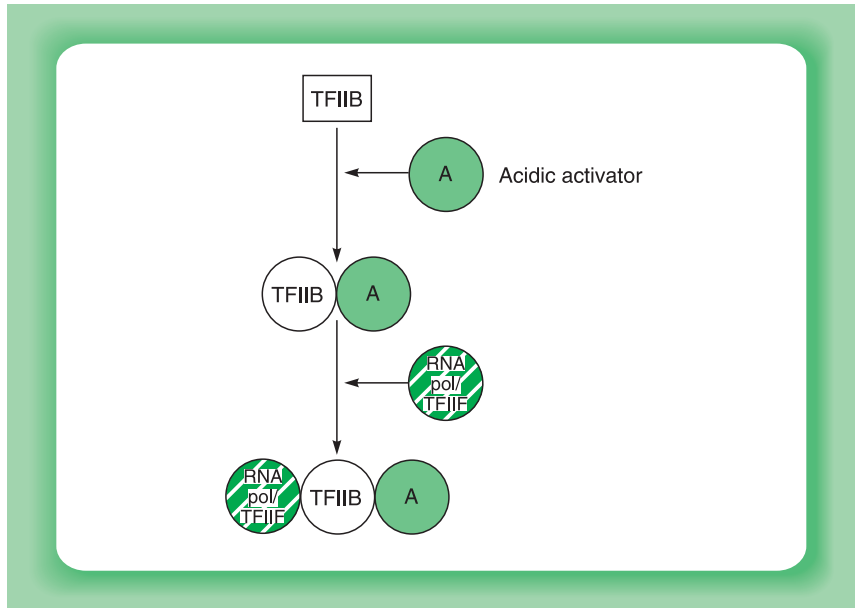 TFIIB
A
Acidic activator
TFIIB
A
RNA
pol/
TFIIF
RNA
pol/
TFIIF
TFIIB
A